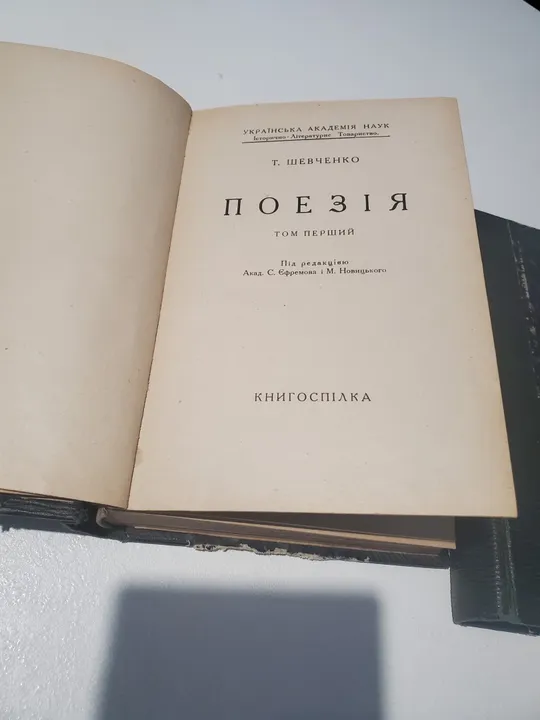 УКРАЇНСЬКА АКАДЕМІЯ НАУК
Історично-Літературне Товариство.
Т. ШЕВЧЕНКО
ПОЕЗІЯ
ТОМ ПЕРШИЙ
Під редакцією
Акад. С. Єфремова і М. Новицького
КНИГОСПІЛКА